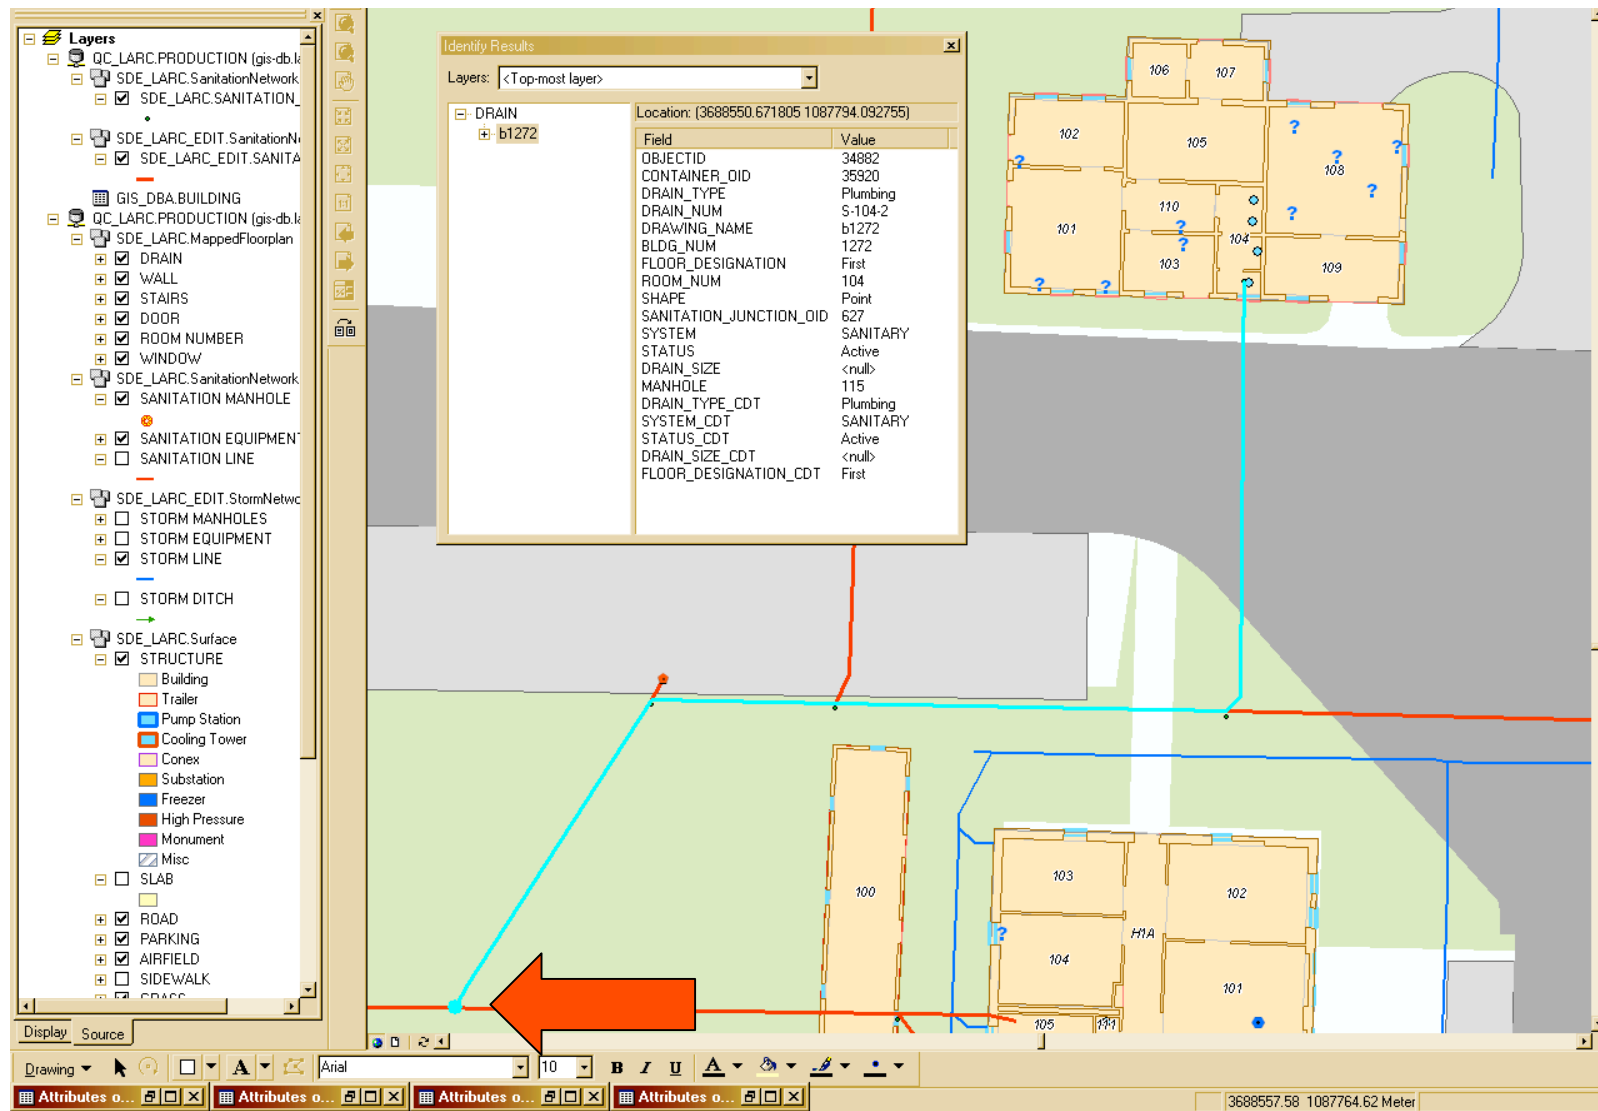 Layers
QC_LARC.PRODUCTION (gis-db.l
SDE_LARC.SanitationNetwork
SDE_LARC.SANITATION_
SDE_LARC_EDIT.SanitationN
SDE_LARC_EDIT.SANITA
GIS_DBA.BUILDING
QC_LARC.PRODUCTION (gis-db.l
SDE_LARC.MappedFloorplan
DRAIN
WALL
STAIRS
DOOR
ROOM NUMBER
WINDOW
SDE_LARC.SanitationNetwork
SANITATION MANHOLE
SANITATION EQUIPMENT
SANITATION LINE
SDE_LARC_EDIT.StormNetwo
STORM MANHOLES
STORM EQUIPMENT
STORM LINE
STORM DITCH
SDE_LARC.Surface
STRUCTURE
Building
Trailer
Pump Station
Cooling Tower
Conex
Substation
Freezer
High Pressure
Monument
Misc
SLAB
ROAD
PARKING
AIRFIELD
SIDEWALK
GRASS
Display Source
Identify Results
Layers: <Top-most layer>
DRAIN
b1272
Location: (3688550.671805 1087794.092755)
Field Value
OBJECTID 34882
CONTAINER_OID 35920
DRAIN_TYPE Plumbing
DRAIN_NUM S-104-2
DRAWING_NAME b1272
BLDG_NUM 1272
FLOOR_DESIGNATION First
ROOM_NUM 104
SHAPE Point
SANITATION_JUNCTION_OID 627
SYSTEM SANITARY
STATUS Active
DRAIN_SIZE <null>
MANHOLE 115
DRAIN_TYPE_CDT Plumbing
SYSTEM_CDT SANITARY
STATUS_CDT Active
DRAIN_SIZE_CDT <null>
FLOOR_DESIGNATION_CDT First
106 107
102 105 108
? ? ? ? ? ?
110 ?
101 104
103 ? 109
? ?
100
103 102
? H1A
104 101
105 111
Drawing A Arial 10 B I U A
Attributes o... Attributes o... Attributes o... Attributes o...
3688557.58 1087764.62 Meter